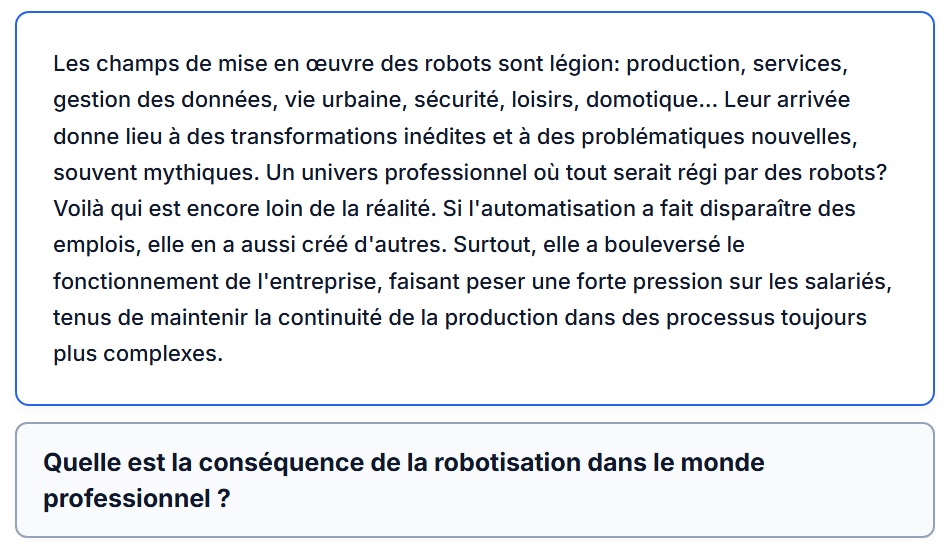 Les champs de mise en œuvre des robots sont légion: production, services,
gestion des données, vie urbaine, sécurité, loisirs, domotique... Leur arrivée
donne lieu à des transformations inédites et à des problématiques nouvelles,
souvent mythiques. Un univers professionnel où tout serait régi par des robots?
Voilà qui est encore loin de la réalité. Si l'automatisation a fait disparaître des
emplois, elle en a aussi créé d'autres. Surtout, elle a bouleversé le
fonctionnement de l'entreprise, faisant peser une forte pression sur les salariés,
tenus de maintenir la continuité de la production dans des processus toujours
plus complexes.
Quelle est la conséquence de la robotisation dans le monde
professionnel ?